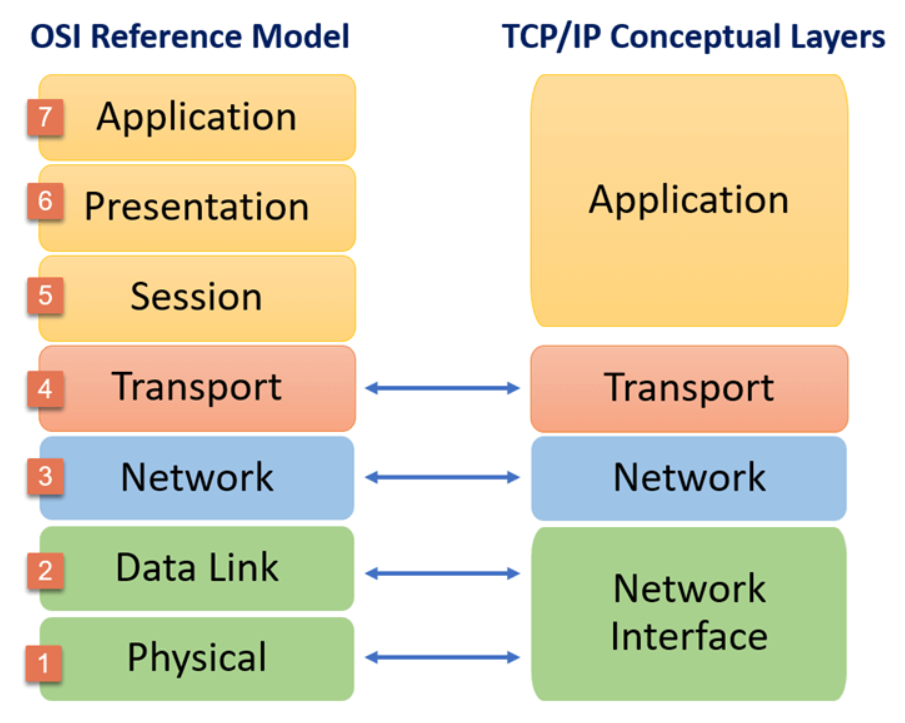 OSI Reference Model
TCP/IP Conceptual Layers
7 Application
6 Presentation
5 Session
Application
4 Transport
Transport
3 Network
Network
2 Data Link
1 Physical
Network
Interface